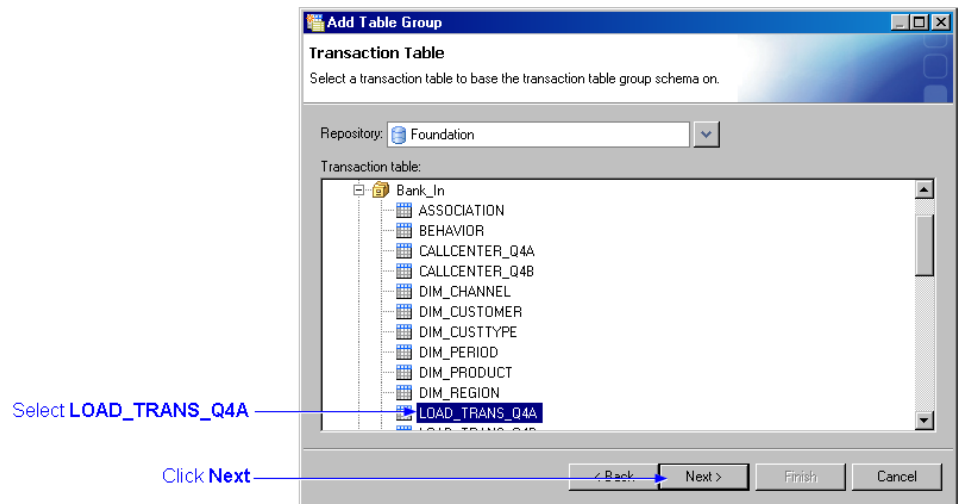 Add Table Group
Transaction Table
Select a transaction table to base the transaction table group schema on.
Repository: Foundation
Transaction table:
Bank_In
ASSOCIATION
BEHAVIOR
CALLCENTER_Q4A
CALLCENTER_Q4B
DIM_CHANNEL
DIM_CUSTOMER
DIM_CUSTTYPE
DIM_PERIOD
DIM_PRODUCT
DIM_REGION
Select LOAD_TRANS_Q4A
LOAD_TRANS_Q4A
Click Next
< Back
Next >
Finish
Cancel